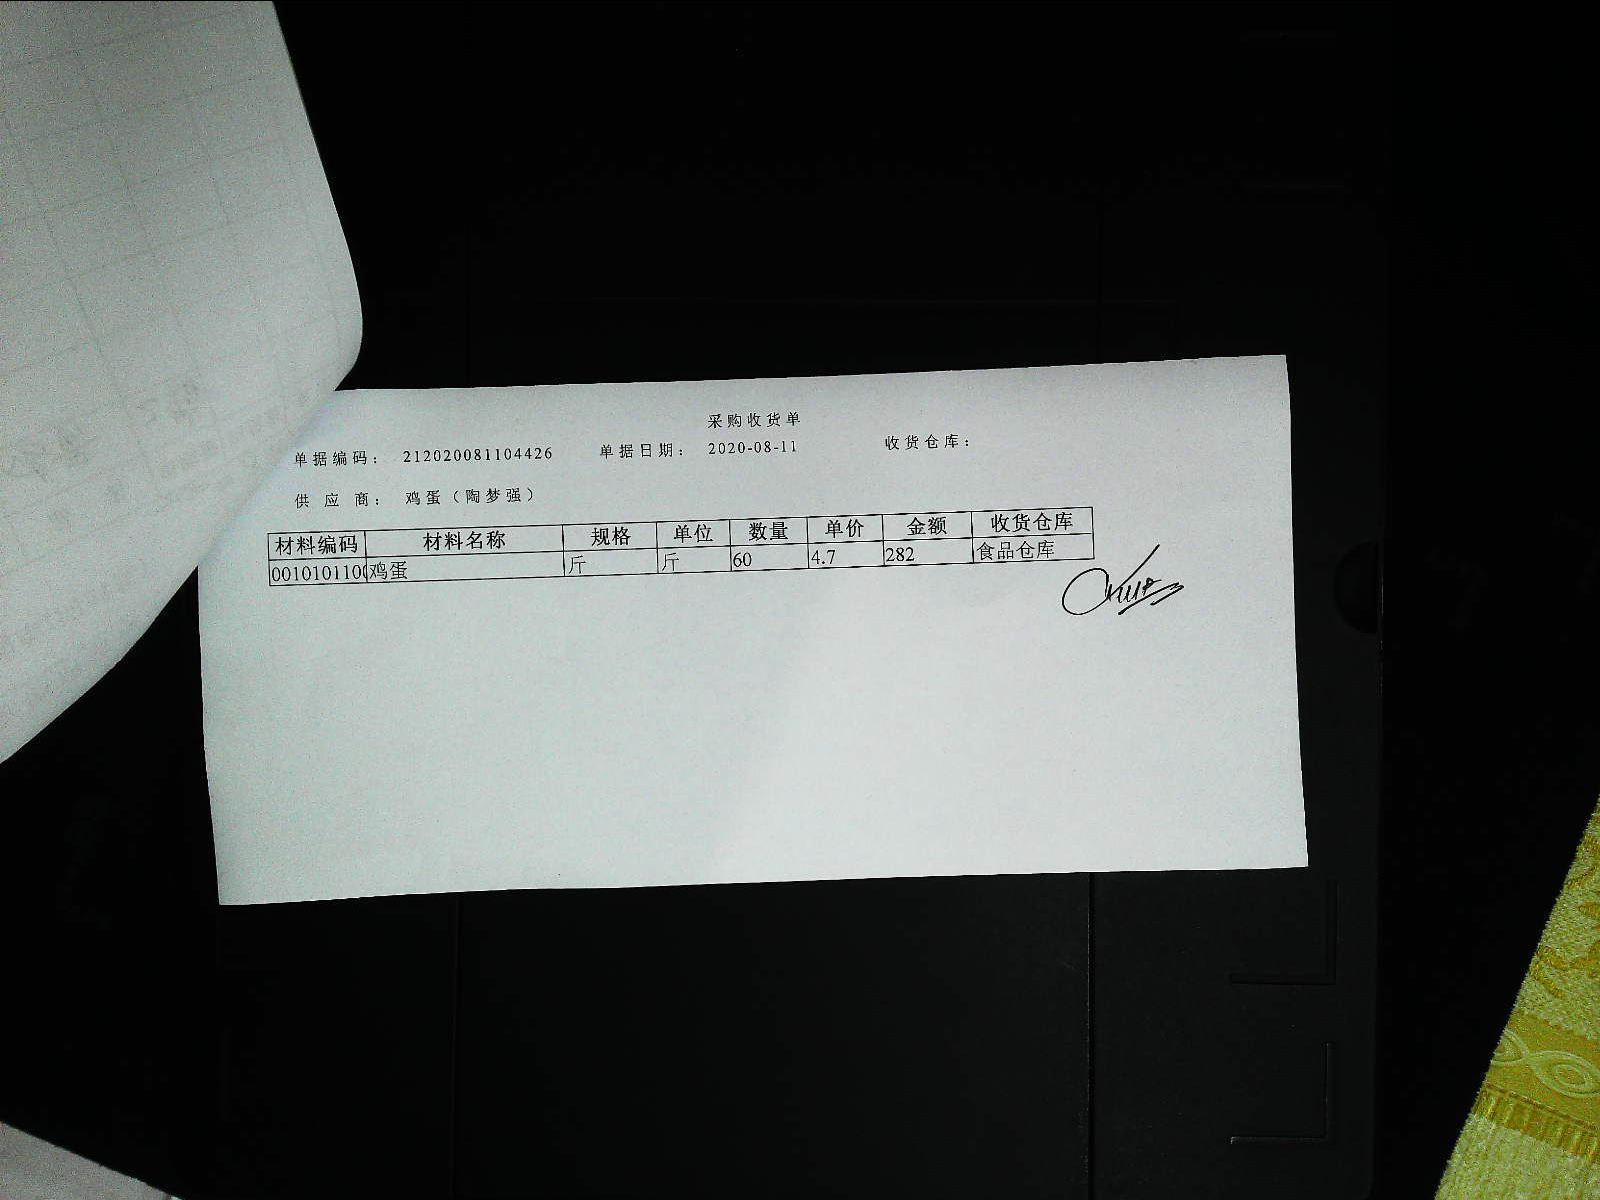 采购收货单
单据编码： 212020081104426 单据日期： 2020-08-11 收货仓库：
供 应 商： 鸡蛋（陶梦强）
材料编码 材料名称 规格 单位 数量 单价 金额 收货仓库
0010101100 鸡蛋 斤 斤 60 4.7 282 食品仓库